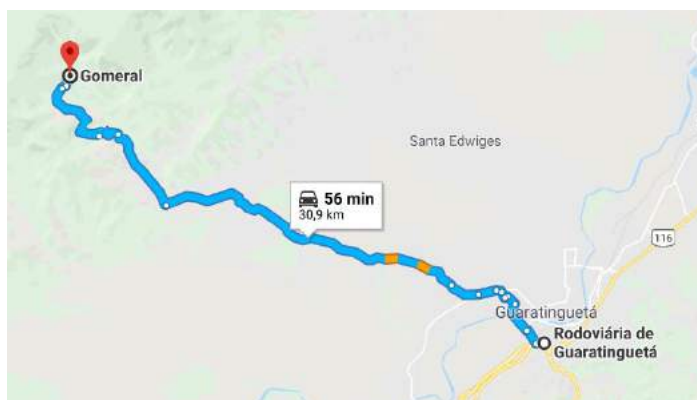 Gomeral
Santa Edwiges
56 min
30,9 km
116
Guaratinguetá
Rodoviária de
Guaratinguetá